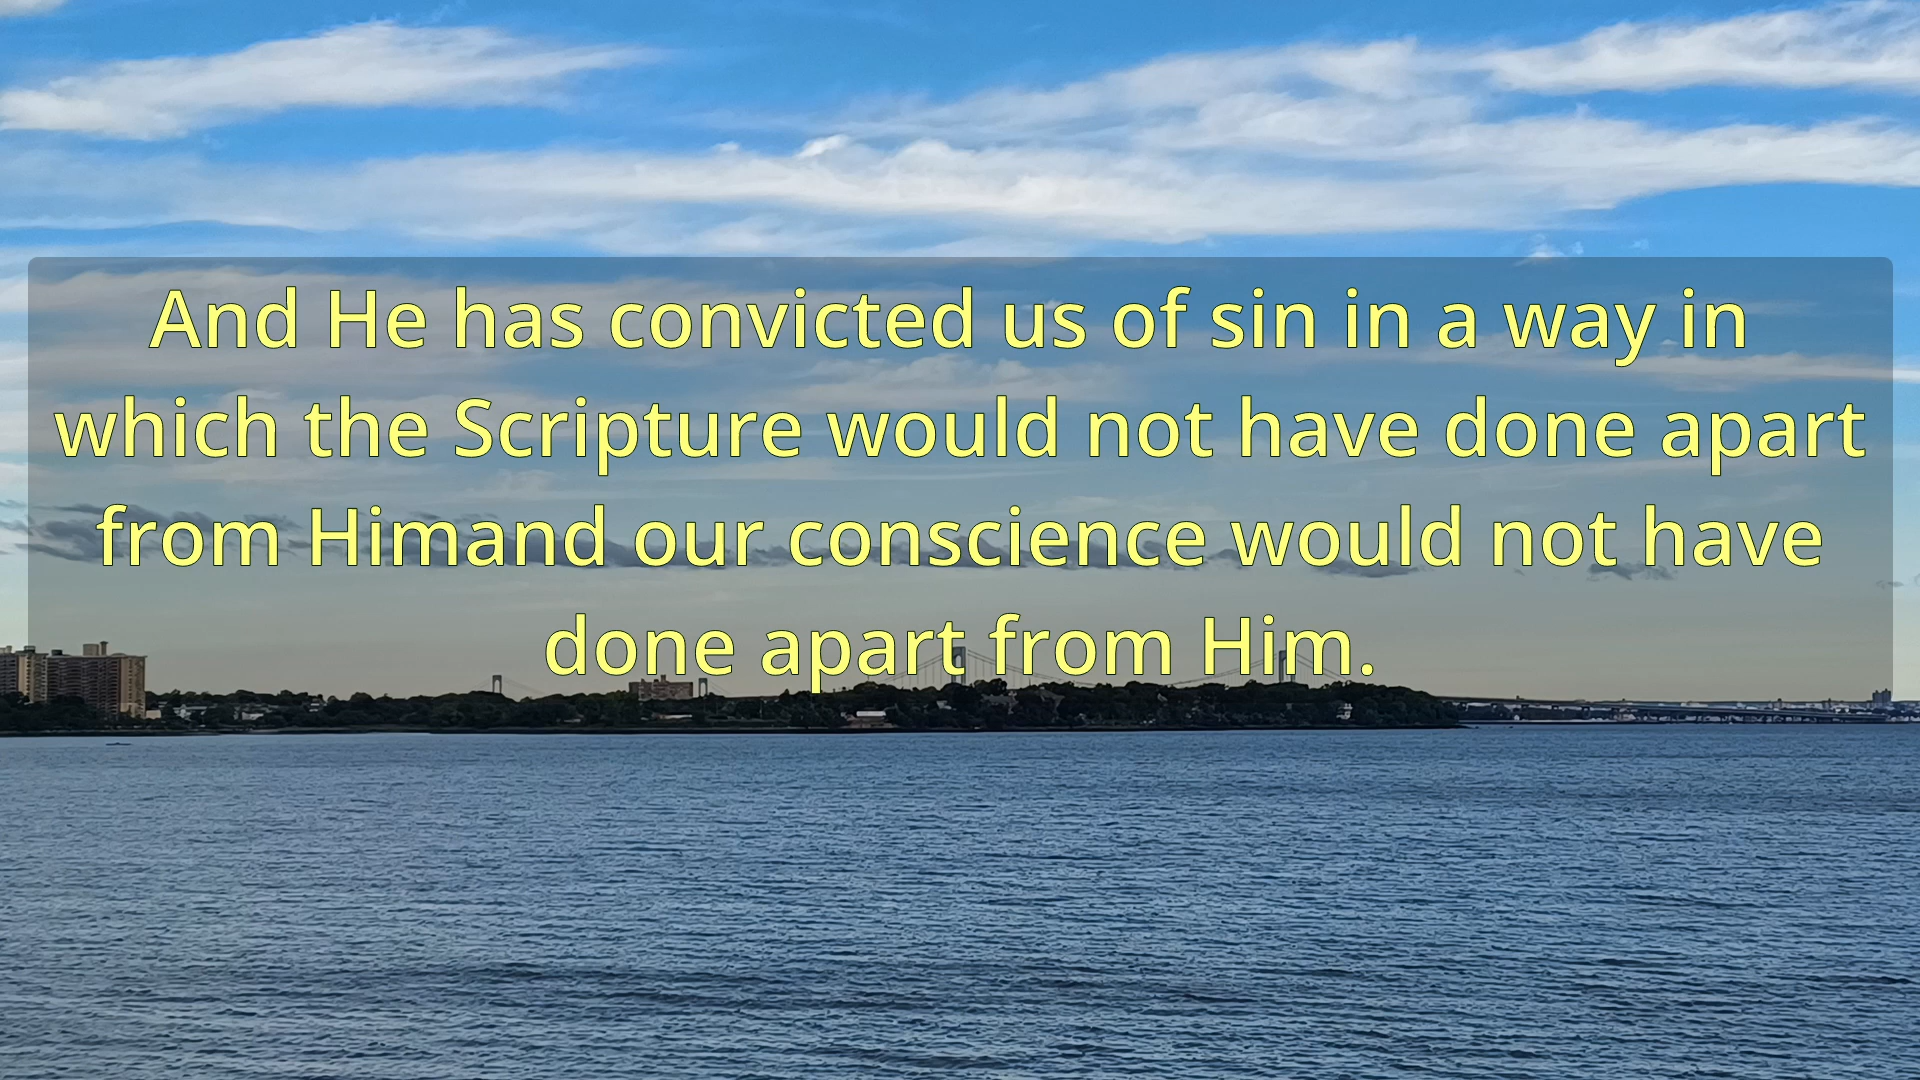 And He has convicted us of sin in a way in
which the Scripture would not have done apart
from Himand our conscience would not have
done apart from Him.